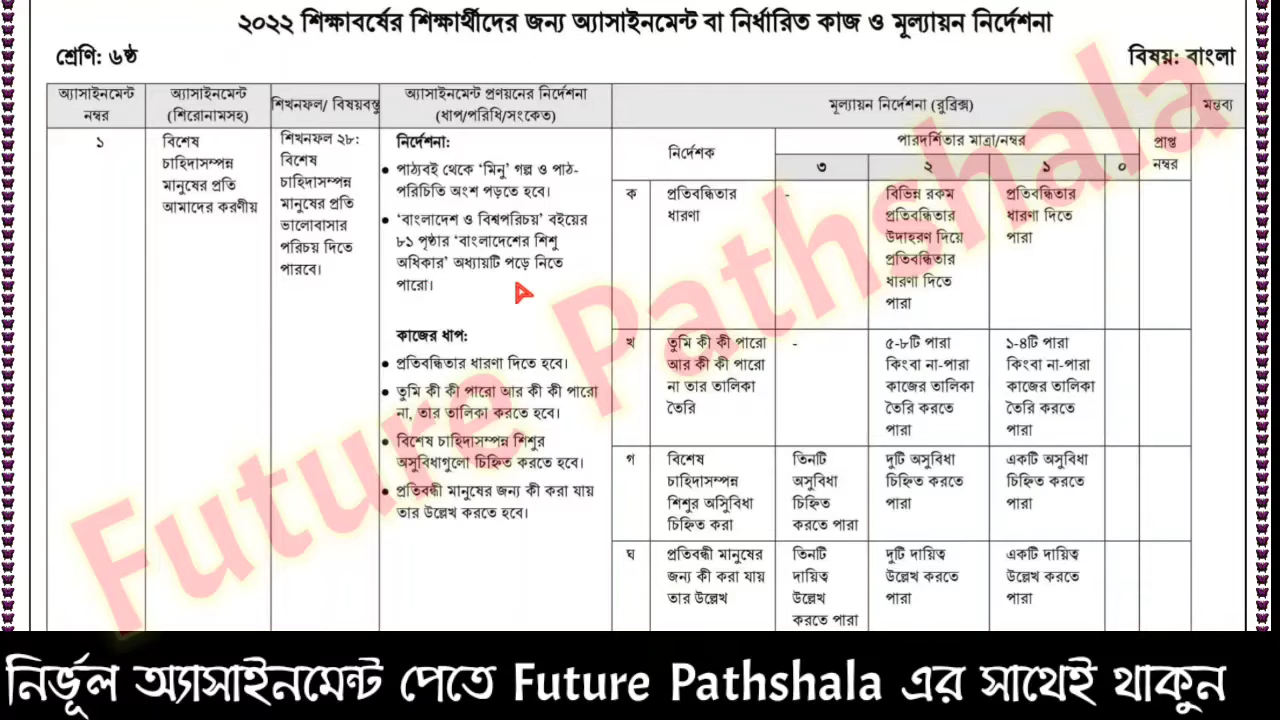 ২০২২ শিক্ষাবর্ষের শিক্ষার্থীদের জন্য অ্যাসাইনমেন্ট বা নির্ধারিত কাজ ও মূল্যায়ন নির্দেশনা
শ্রেণি: ৬ষ্ঠ
বিষয়: বাংলা
অ্যাসাইনমেন্ট
নম্বর
অ্যাসাইনমেন্ট
(শিরোনামসহ)
শিখনফল/ বিষয়বস্তু
অ্যাসাইনমেন্ট প্রণয়নের নির্দেশনা
(ধাপ/পরিধি/সংকেত)
মূল্যায়ন নির্দেশনা (রুব্রিক্স)
মন্তব্য
১
বিশেষ
চাহিদাসম্পন্ন
মানুষের প্রতি
আমাদের করণীয়
শিখনফল ২৮:
বিশেষ
চাহিদাসম্পন্ন
মানুষের প্রতি
ভালোবাসার
পরিচয় দিতে
পারবে।
নির্দেশনা:
• পাঠ্যবই থেকে ‘মিনু’ গল্প ও পাঠ-
পরিচিতি অংশ পড়তে হবে।
• ‘বাংলাদেশ ও বিশ্বপরিচয়’ বইয়ের
৮১ পৃষ্ঠার ‘বাংলাদেশের শিশু
অধিকার’ অধ্যায়টি পড়ে নিতে
পারো।
কাজের ধাপ:
• প্রতিবন্ধিতার ধারণা দিতে হবে।
• তুমি কী কী পারো আর কী কী পারো
না, তার তালিকা করতে হবে।
• বিশেষ চাহিদাসম্পন্ন শিশুর
অসুবিধাগুলো চিহ্নিত করতে হবে।
• প্রতিবন্ধী মানুষের জন্য কী করা যায়
তার উল্লেখ করতে হবে।
নির্দেশক
পারদর্শিতার মাত্রা/নম্বর
প্রাপ্ত
নম্বর
৩
২
১
০
ক
প্রতিবন্ধিতার
ধারণা
-
বিভিন্ন রকম
প্রতিবন্ধিতার
উদাহরণ দিয়ে
প্রতিবন্ধিতার
ধারণা দিতে
পারা
প্রতিবন্ধিতার
ধারণা দিতে
পারা
খ
তুমি কী কী পারো
আর কী কী পারো
না তার তালিকা
তৈরি
-
৫-৮টি পারা
কিংবা না-পারা
কাজের তালিকা
তৈরি করতে
পারা
১-৪টি পারা
কিংবা না-পারা
কাজের তালিকা
তৈরি করতে
পারা
গ
বিশেষ
চাহিদাসম্পন্ন
শিশুর অসুিবিধা
চিহ্নিত করা
তিনটি
অসুবিধা
চিহ্নিত
করতে পারা
দুটি অসুবিধা
চিহ্নিত করতে
পারা
একটি অসুবিধা
চিহ্নিত করতে
পারা
ঘ
প্রতিবন্ধী মানুষের
জন্য কী করা যায়
তার উল্লেখ
তিনটি
দায়িত্ব
উল্লেখ
করতে পারা
দুটি দায়িত্ব
উল্লেখ করতে
পারা
একটি দায়িত্ব
উল্লেখ করতে
পারা
Future Pathshala
নির্ভূল অ্যাসাইনমেন্ট পেতে Future Pathshala এর সাথেই থাকুন